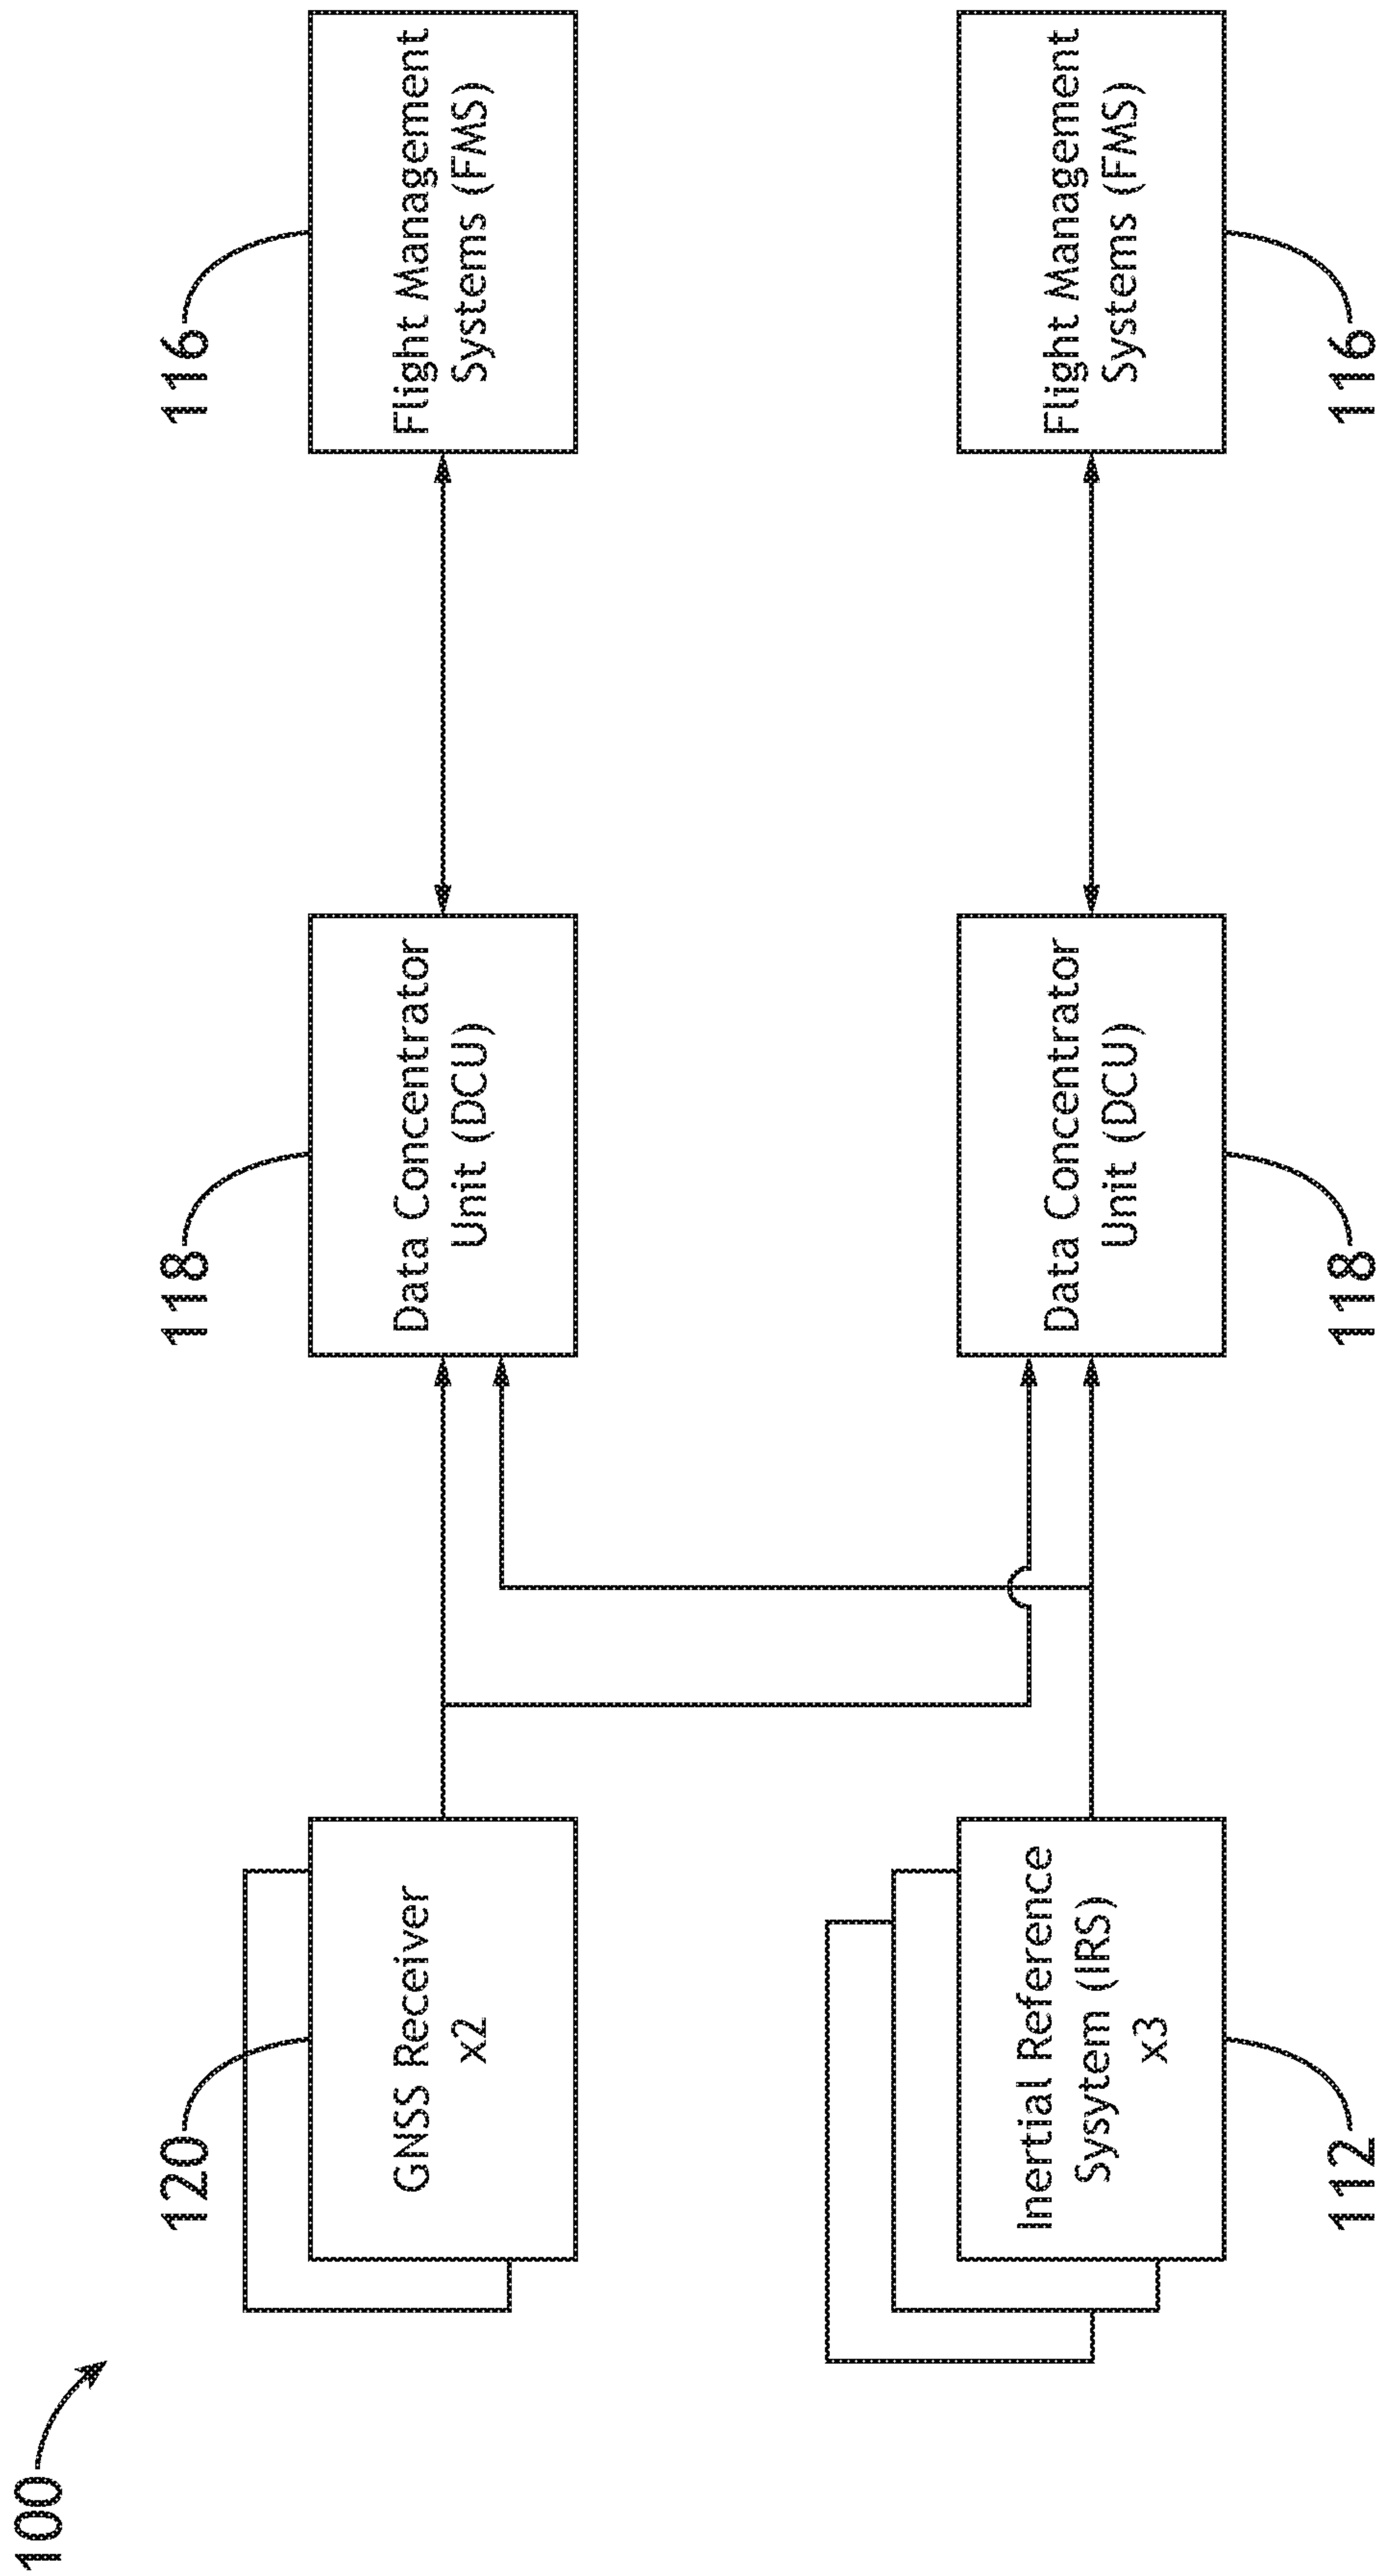 100
120
118
116
GNSS Receiver
x2
Data Concentrator
Unit (DCU)
Flight Management
Systems (FMS)
Inertial Reference
Sysytem (IRS)
x3
Data Concentrator
Unit (DCU)
Flight Management
Systems (FMS)
112
118
116